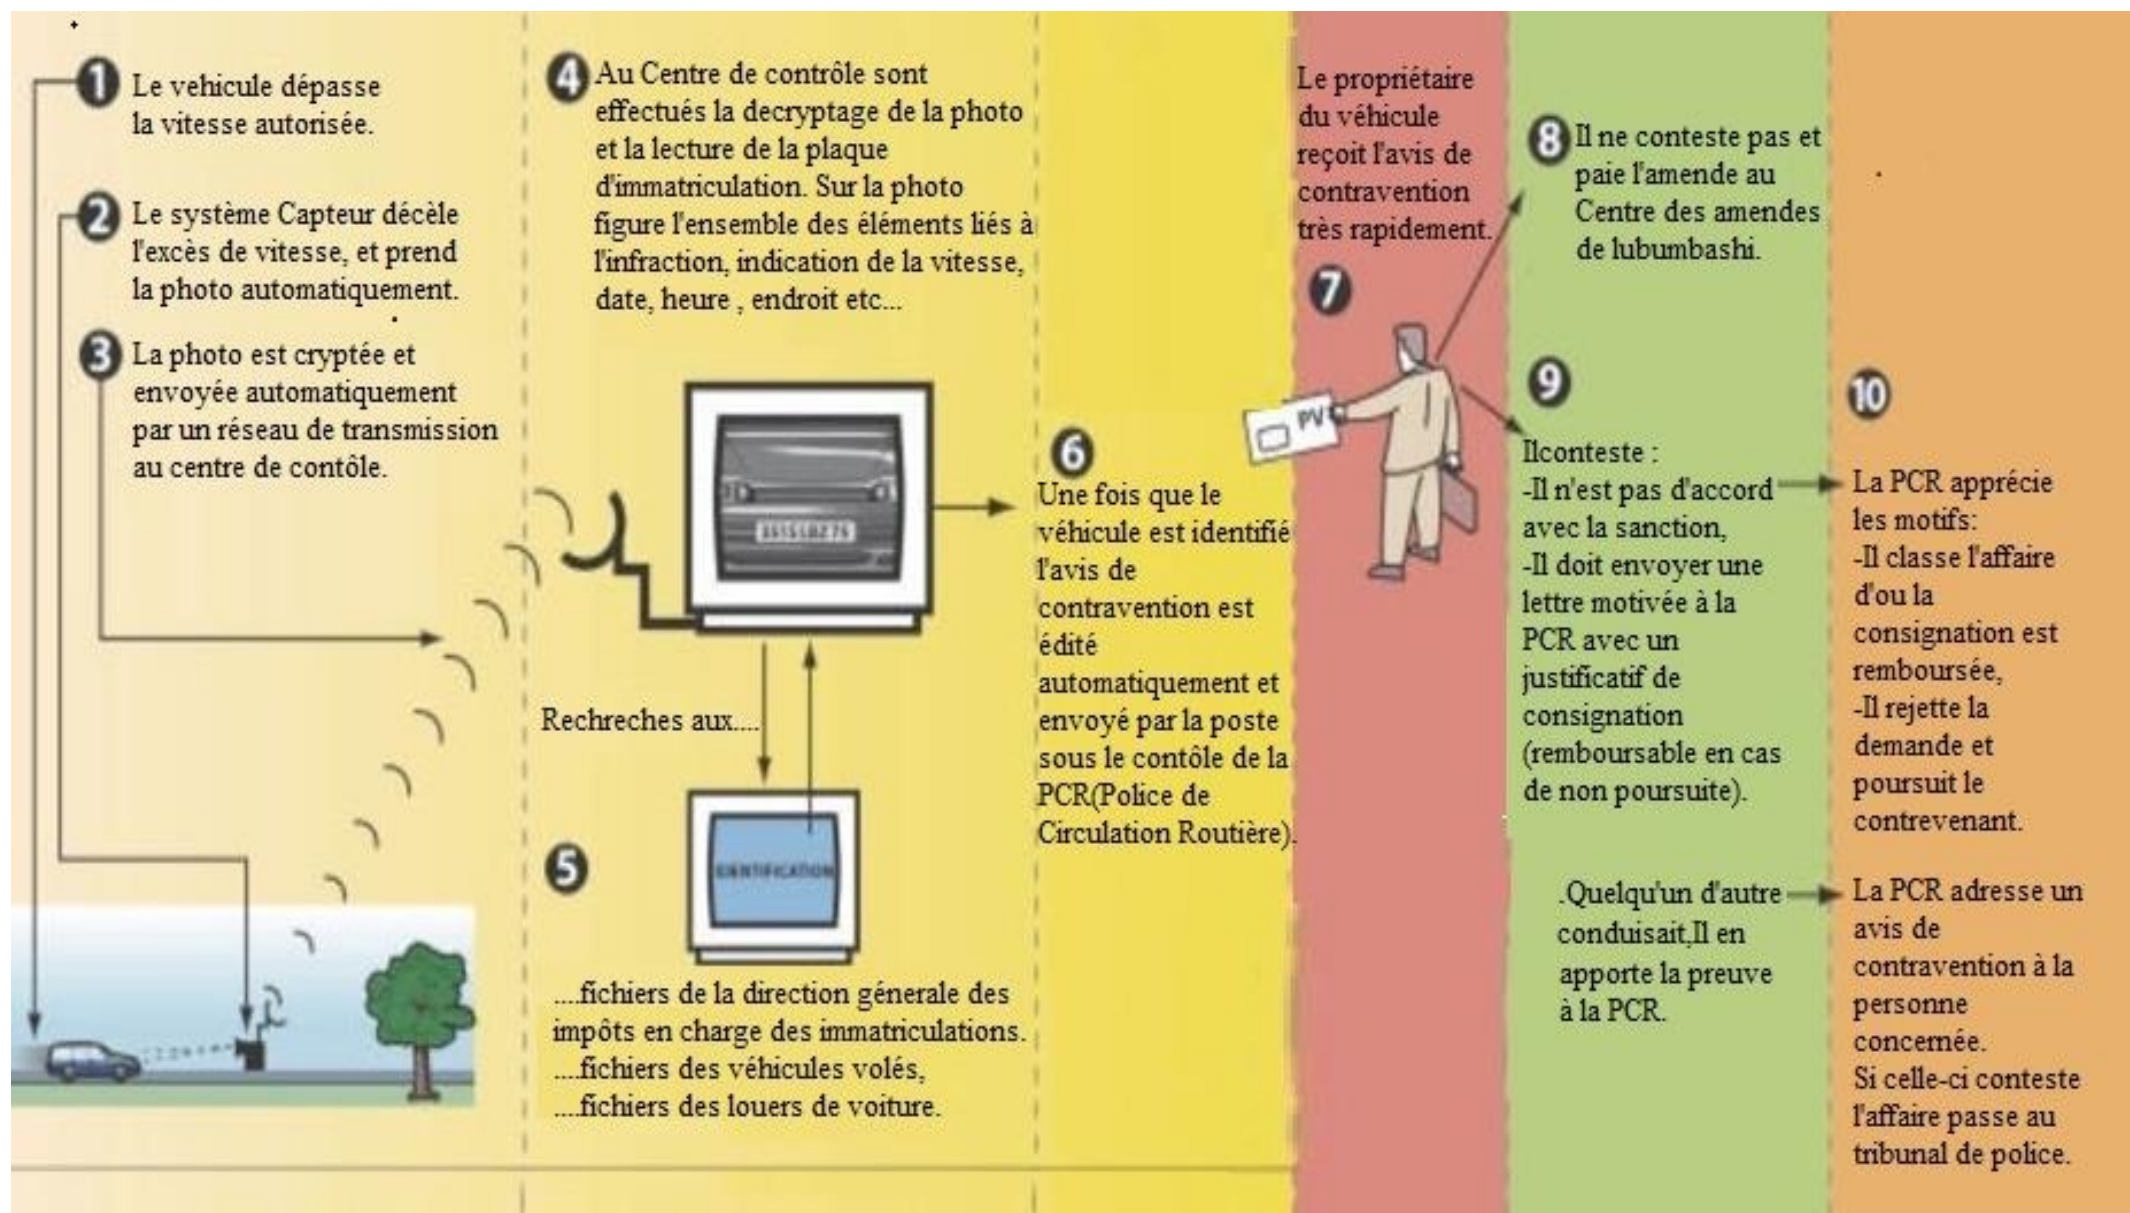 1
Le vehicule dépasse
la vitesse autorisée.
2
Le système Capteur décèle
l'excès de vitesse, et prend
la photo automatiquement.
3
La photo est cryptée et
envoyée automatiquement
par un réseau de transmission
au centre de contôle.
4
Au Centre de contrôle sont
effectués la decryptage de la photo
et la lecture de la plaque
d'immatriculation. Sur la photo
figure l'ensemble des éléments liés à
l'infraction, indication de la vitesse,
date, heure , endroit etc...
Rechreches aux....
5
IDENTIFICATION
....fichiers de la direction génerale des
impôts en charge des immatriculations.
....fichiers des véhicules volés,
....fichiers des louers de voiture.
6
Une fois que le
véhicule est identifié
l'avis de
contravention est
édité
automatiquement et
envoyé par la poste
sous le contôle de la
PCR(Police de
Circulation Routière).
Le propriétaire
du véhicule
reçoit l'avis de
contravention
très rapidement.
7
PV
8
Il ne conteste pas et
paie l'amende au
Centre des amendes
de lubumbashi.
9
Ilconteste :
-Il n'est pas d'accord
avec la sanction,
-Il doit envoyer une
lettre motivée à la
PCR avec un
justificatif de
consignation
(remboursable en cas
de non poursuite).
.Quelqu'un d'autre
conduisait,Il en
apporte la preuve
à la PCR.
10
La PCR apprécie
les motifs:
-Il classe l'affaire
d'ou la
consignation est
remboursée,
-Il rejette la
demande et
poursuit le
contrevenant.
La PCR adresse un
avis de
contravention à la
personne
concernée.
Si celle-ci conteste
l'affaire passe au
tribunal de police.